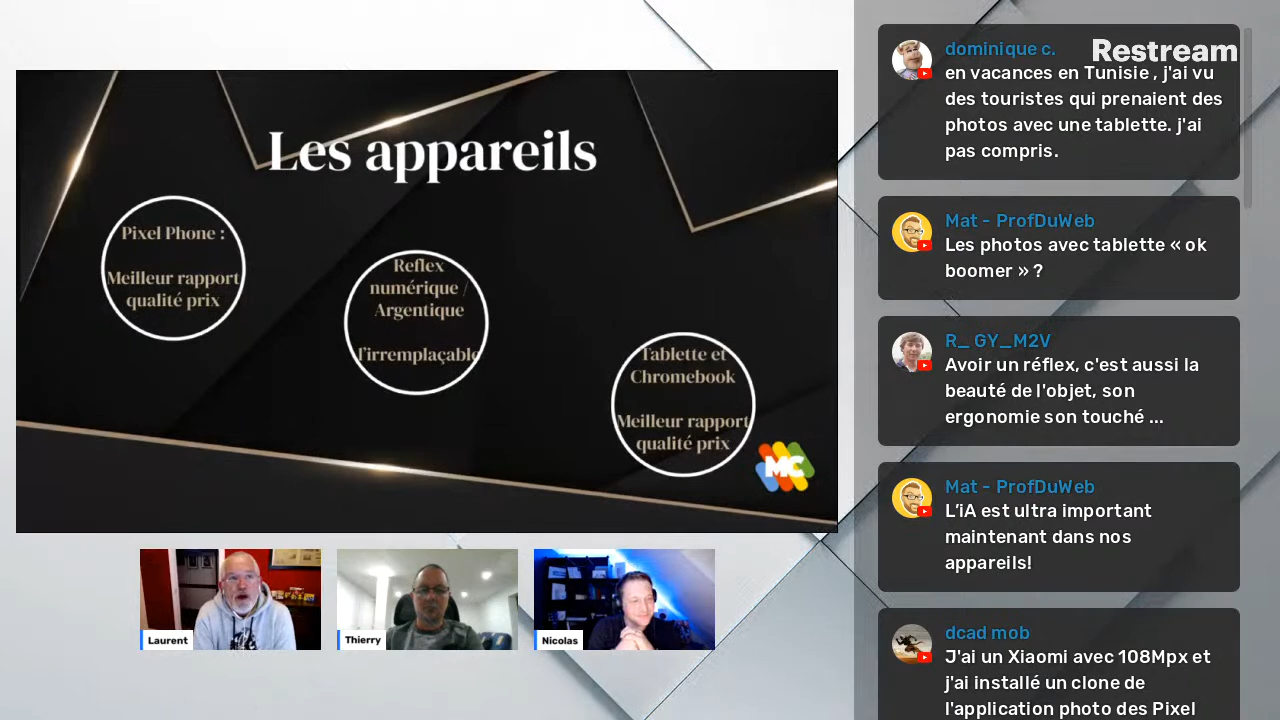 Les appareils
Pixel Phone :
Meilleur rapport
qualité prix
Reflex
numérique /
Argentique
l'irremplaçable
Tablette et
Chromebook
Meilleur rapport
qualité prix
MC
Laurent
Thierry
Nicolas
Restream
dominique c.
en vacances en Tunisie , j'ai vu
des touristes qui prenaient des
photos avec une tablette. j'ai
pas compris.
Mat - ProfDuWeb
Les photos avec tablette « ok
boomer » ?
R_ GY_M2V
Avoir un réflex, c'est aussi la
beauté de l'objet, son
ergonomie son touché ...
Mat - ProfDuWeb
L'iA est ultra important
maintenant dans nos
appareils!
dcad mob
J'ai un Xiaomi avec 108Mpx et
j'ai installé un clone de
l'application photo des Pixel